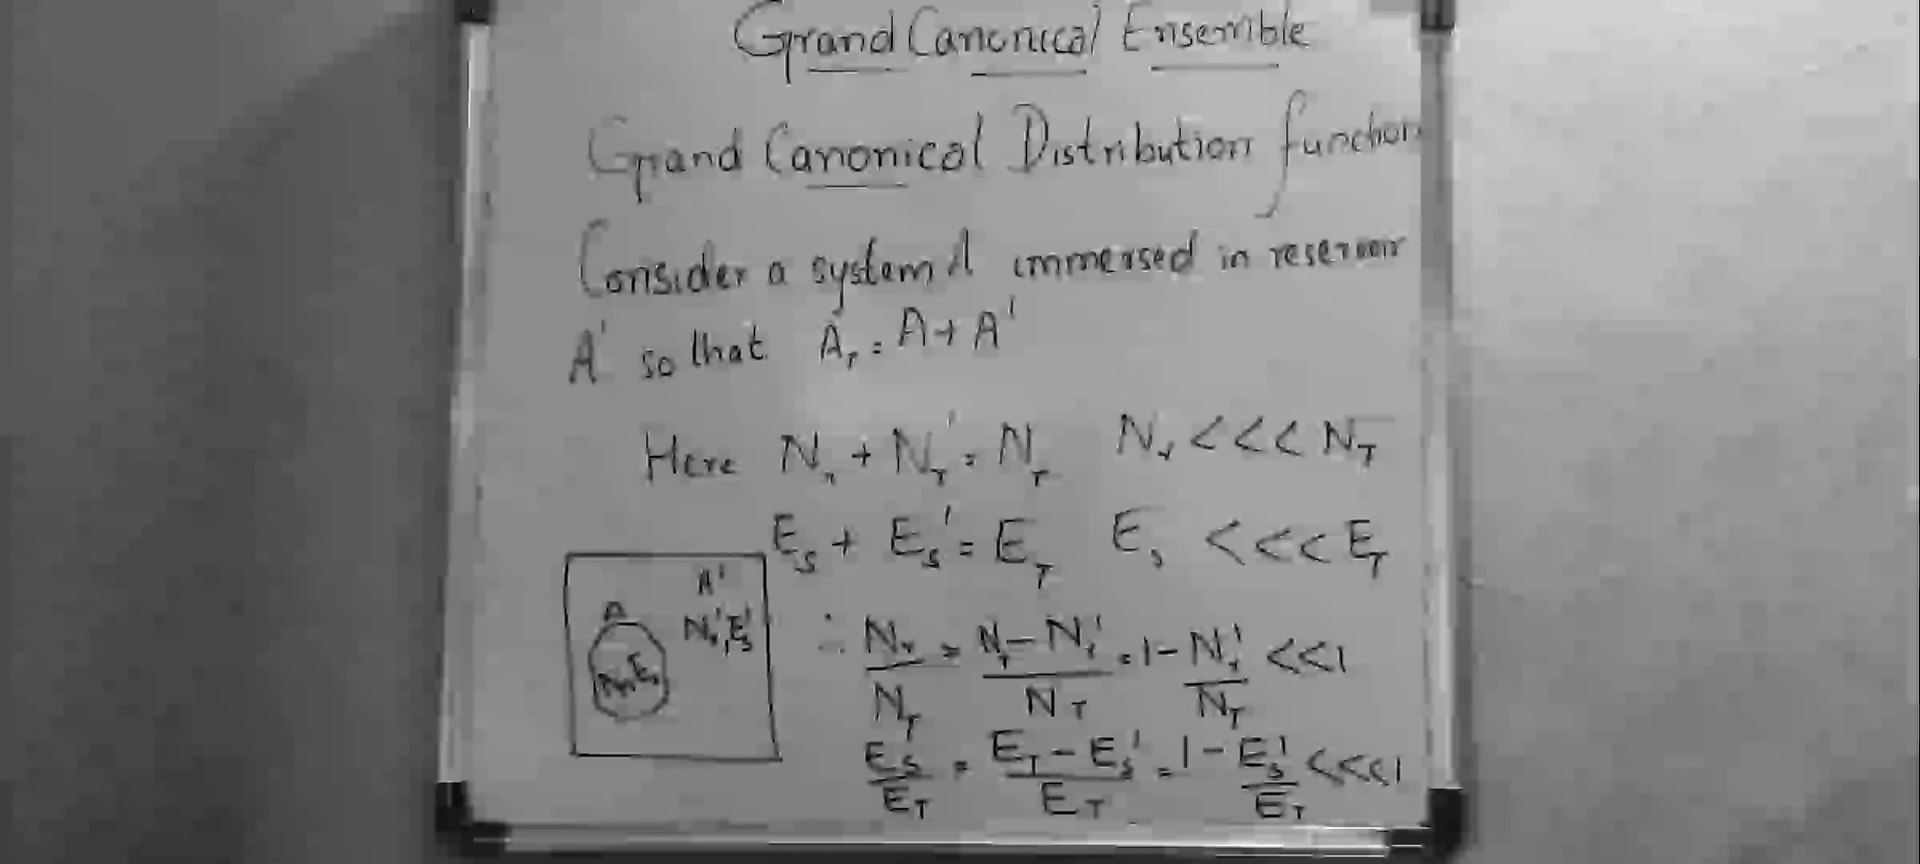 Grand Canonical Ensemble
Grand Canonical Distribution function
Consider a system A immersed in reservoir
A' so that A_T = A + A'
Here N_r + N_r' = N_T   N_r <<< N_T
E_s + E_s' = E_T   E_s <<< E_T
A'
A
N_r', E_s'
N_r, E_s
∴ N_r/N_T = (N_T - N_r')/N_T = 1 - N_r'/N_T <<1
E_s/E_T = (E_T - E_s')/E_T = 1 - E_s'/E_T <<<1